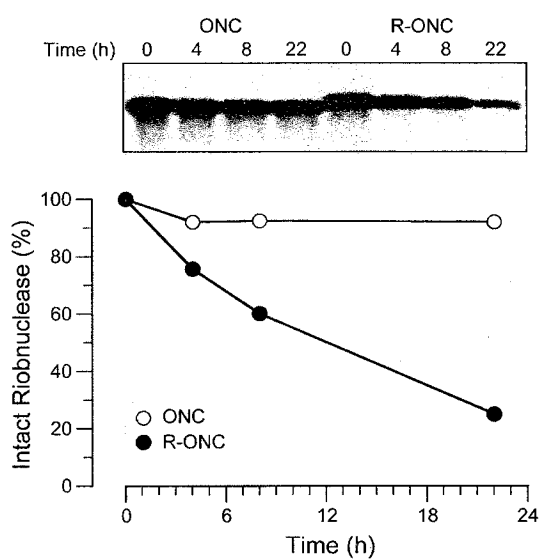 ONC R-ONC
Time (h) 0 4 8 22 0 4 8 22
Intact Riobnuclease (%)
100
80
60
40
20
0
ONC
R-ONC
0 6 12 18 24
Time (h)